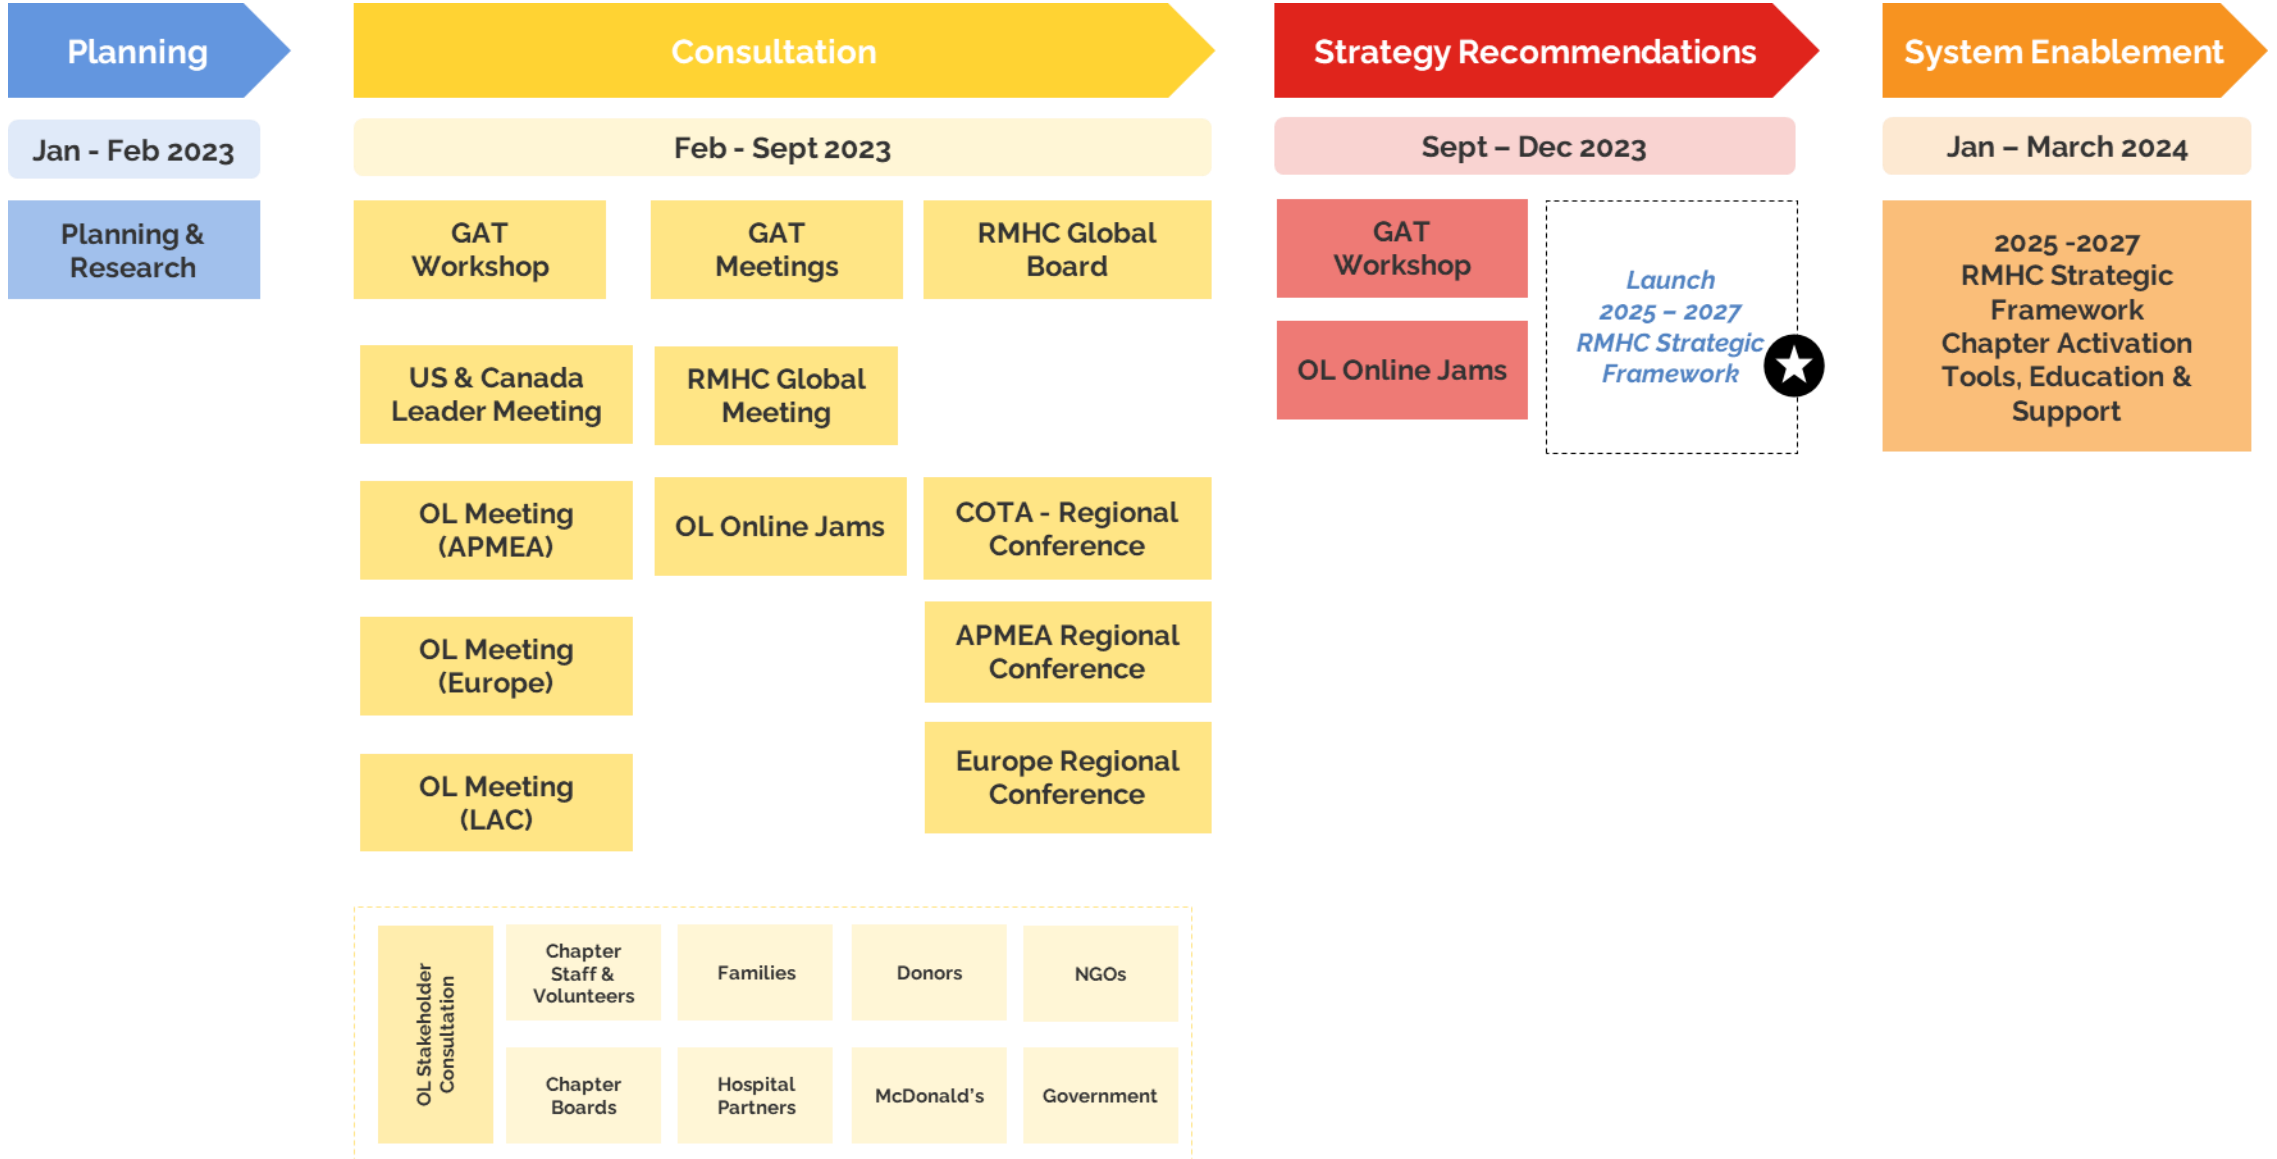 Planning
Consultation
Strategy Recommendations
System Enablement
Jan - Feb 2023
Feb - Sept 2023
Sept – Dec 2023
Jan – March 2024
Planning &
Research
GAT
Workshop
GAT
Meetings
RMHC Global
Board
US & Canada
Leader Meeting
RMHC Global
Meeting
OL Meeting
(APMEA)
OL Online Jams
COTA - Regional
Conference
OL Meeting
(Europe)
APMEA Regional
Conference
OL Meeting
(LAC)
Europe Regional
Conference
OL Stakeholder
Consultation
Chapter
Staff &
Volunteers
Families
Donors
NGOs
Chapter
Boards
Hospital
Partners
McDonald's
Government
GAT
Workshop
OL Online Jams
Launch
2025 – 2027
RMHC Strategic
Framework
2025 -2027
RMHC Strategic
Framework
Chapter Activation
Tools, Education &
Support